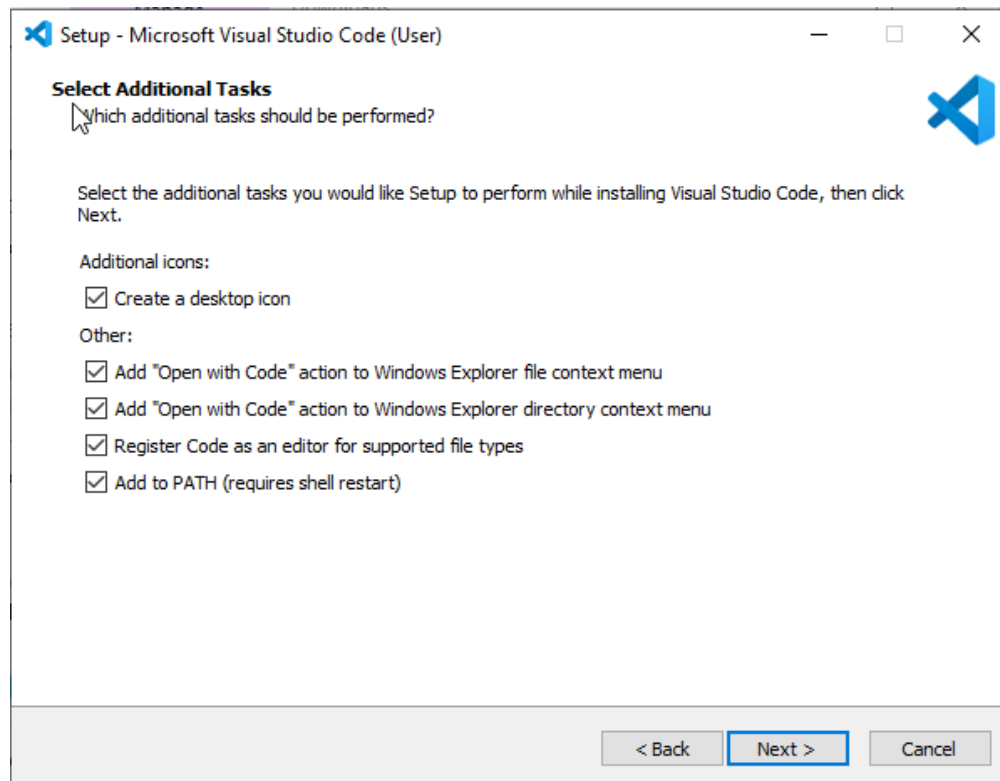 Setup - Microsoft Visual Studio Code (User)
Select Additional Tasks
Which additional tasks should be performed?
Select the additional tasks you would like Setup to perform while installing Visual Studio Code, then click
Next.
Additional icons:
Create a desktop icon
Other:
Add "Open with Code" action to Windows Explorer file context menu
Add "Open with Code" action to Windows Explorer directory context menu
Register Code as an editor for supported file types
Add to PATH (requires shell restart)
< Back
Next >
Cancel